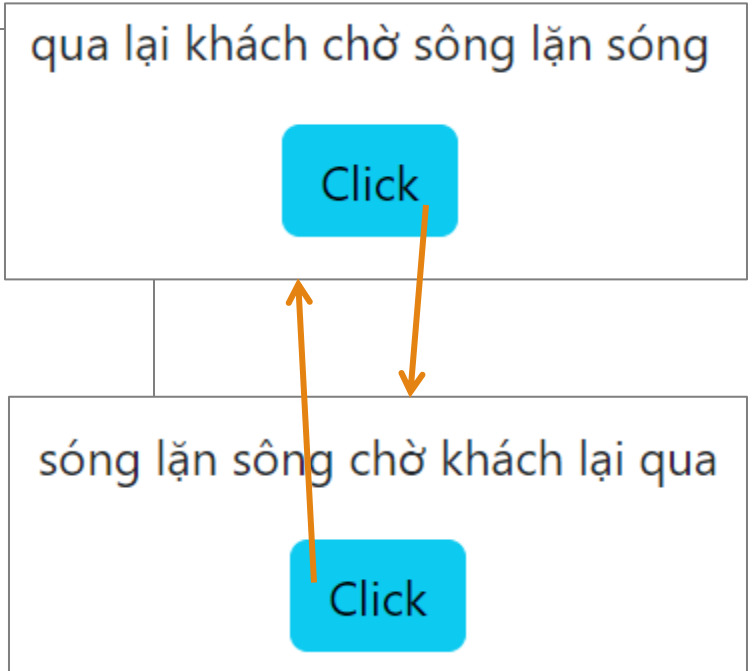 qua lại khách chờ sông lặn sóng
Click
sóng lặn sông chờ khách lại qua
Click